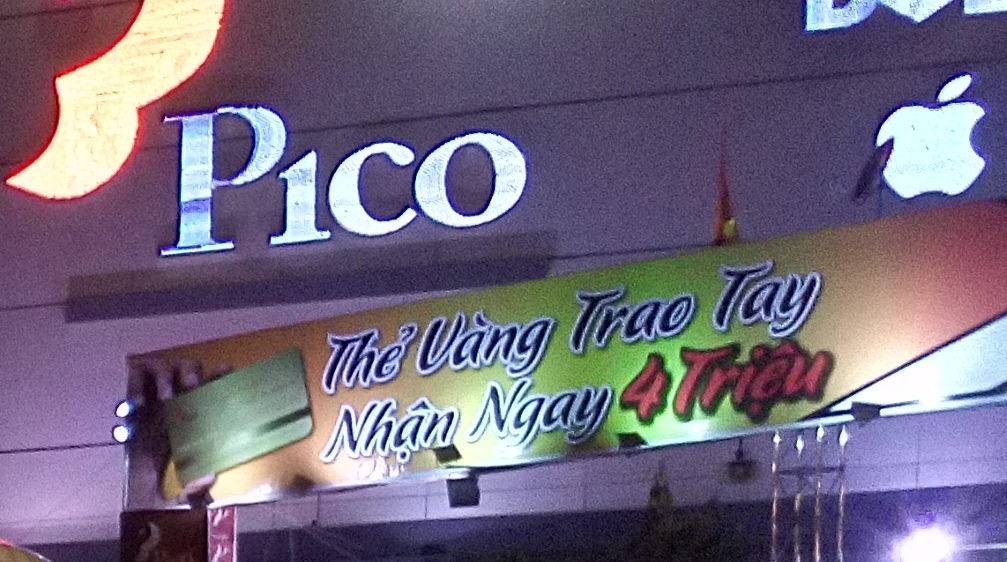 Pico
Thẻ Vàng Trao Tay
Nhận Ngay 4 Triệu